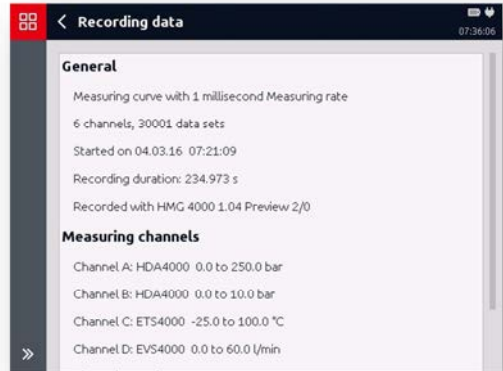 Recording data
07:36:06
General
Measuring curve with 1 millisecond Measuring rate
6 channels, 30001 data sets
Started on 04.03.16 07:21:09
Recording duration: 234.973 s
Recorded with HMG 4000 1.04 Preview 2/0
Measuring channels
Channel A: HDA4000 0.0 to 250.0 bar
Channel B: HDA4000 0.0 to 10.0 bar
Channel C: ETS4000 -25.0 to 100.0 °C
Channel D: EVS4000 0.0 to 60.0 l/min